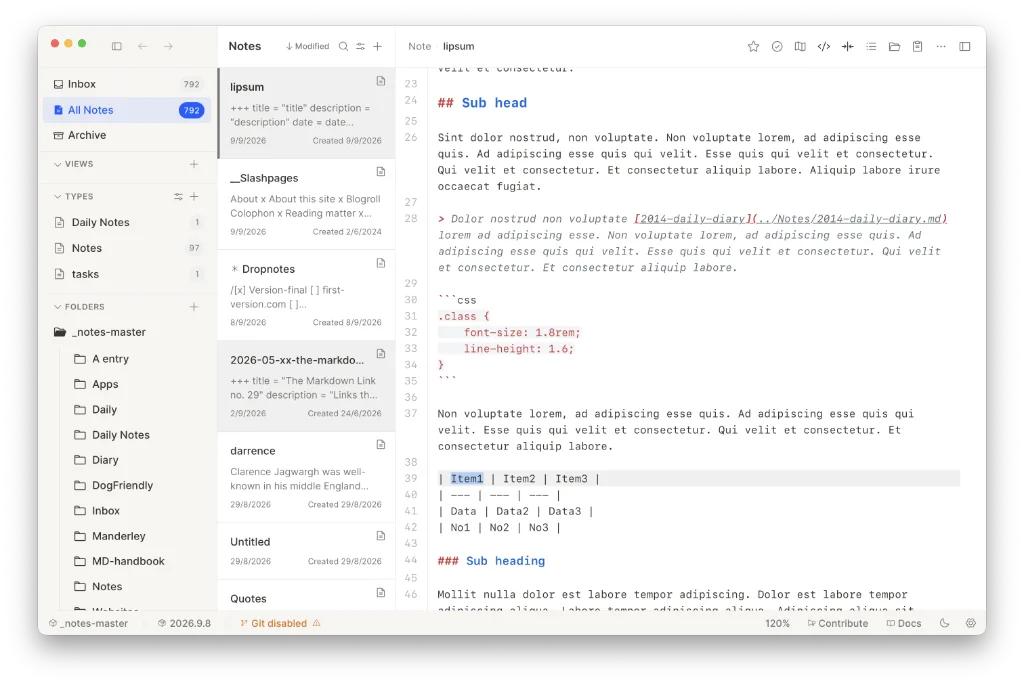 Inbox 792
All Notes 792
Archive
VIEWS
TYPES
Daily Notes 1
Notes 97
tasks 1
FOLDERS
_notes-master
A entry
Apps
Daily
Daily Notes
Diary
DogFriendly
Inbox
Manderley
MD-handbook
Notes
Websites
Notes Modified
lipsum
+++ title = "title" description =
"description" date = date...
9/9/2026 Created 9/9/2026
__Slashpages
About x About this site x Blogroll
Colophon x Reading matter x...
9/9/2026 Created 2/6/2024
* Dropnotes
/[x] Version-final [ ] first-
version.com [ ]...
8/9/2026 Created 8/9/2026
2026-05-xx-the-markdo...
+++ title = "The Markdown Link
no. 29" description = "Links th...
2/9/2026 Created 24/6/2026
darrence
Clarence Jagwargh was well-
known in his middle England...
29/8/2026 Created 29/8/2026
Untitled
29/8/2026 Created 29/8/2026
Quotes
Note lipsum
velit et consectetur.
23
24 ## Sub head
25
26 Sint dolor nostrud, non voluptate. Non voluptate lorem, ad adipiscing esse
quis. Ad adipiscing esse quis qui velit. Esse quis qui velit et consectetur.
Qui velit et consectetur. Et consectetur aliquip labore. Aliquip labore irure
occaecat fugiat.
27
28 > Dolor nostrud non voluptate [2014-daily-diary](../Notes/2014-daily-diary.md)
lorem ad adipiscing esse. Non voluptate lorem, ad adipiscing esse quis. Ad
adipiscing esse quis qui velit. Esse quis qui velit et consectetur. Qui velit
et consectetur. Et consectetur aliquip labore.
29
30 ```css
31 .class {
32 font-size: 1.8rem;
33 line-height: 1.6;
34 }
35 ```
36
37 Non voluptate lorem, ad adipiscing esse quis. Ad adipiscing esse quis qui
velit. Esse quis qui velit et consectetur. Qui velit et consectetur. Et
consectetur aliquip labore.
38
39 | Item1 | Item2 | Item3 |
40 | --- | --- | --- |
41 | Data | Data2 | Data3 |
42 | No1 | No2 | No3 |
43
44 ### Sub heading
45
46 Mollit nulla dolor est labore tempor adipiscing. Dolor est labore tempor
adipiscing aliqua. Labore tempor adipiscing aliqua. Adipiscing aliqua sit
_notes-master 2026.9.8 Git disabled 120% Contribute Docs